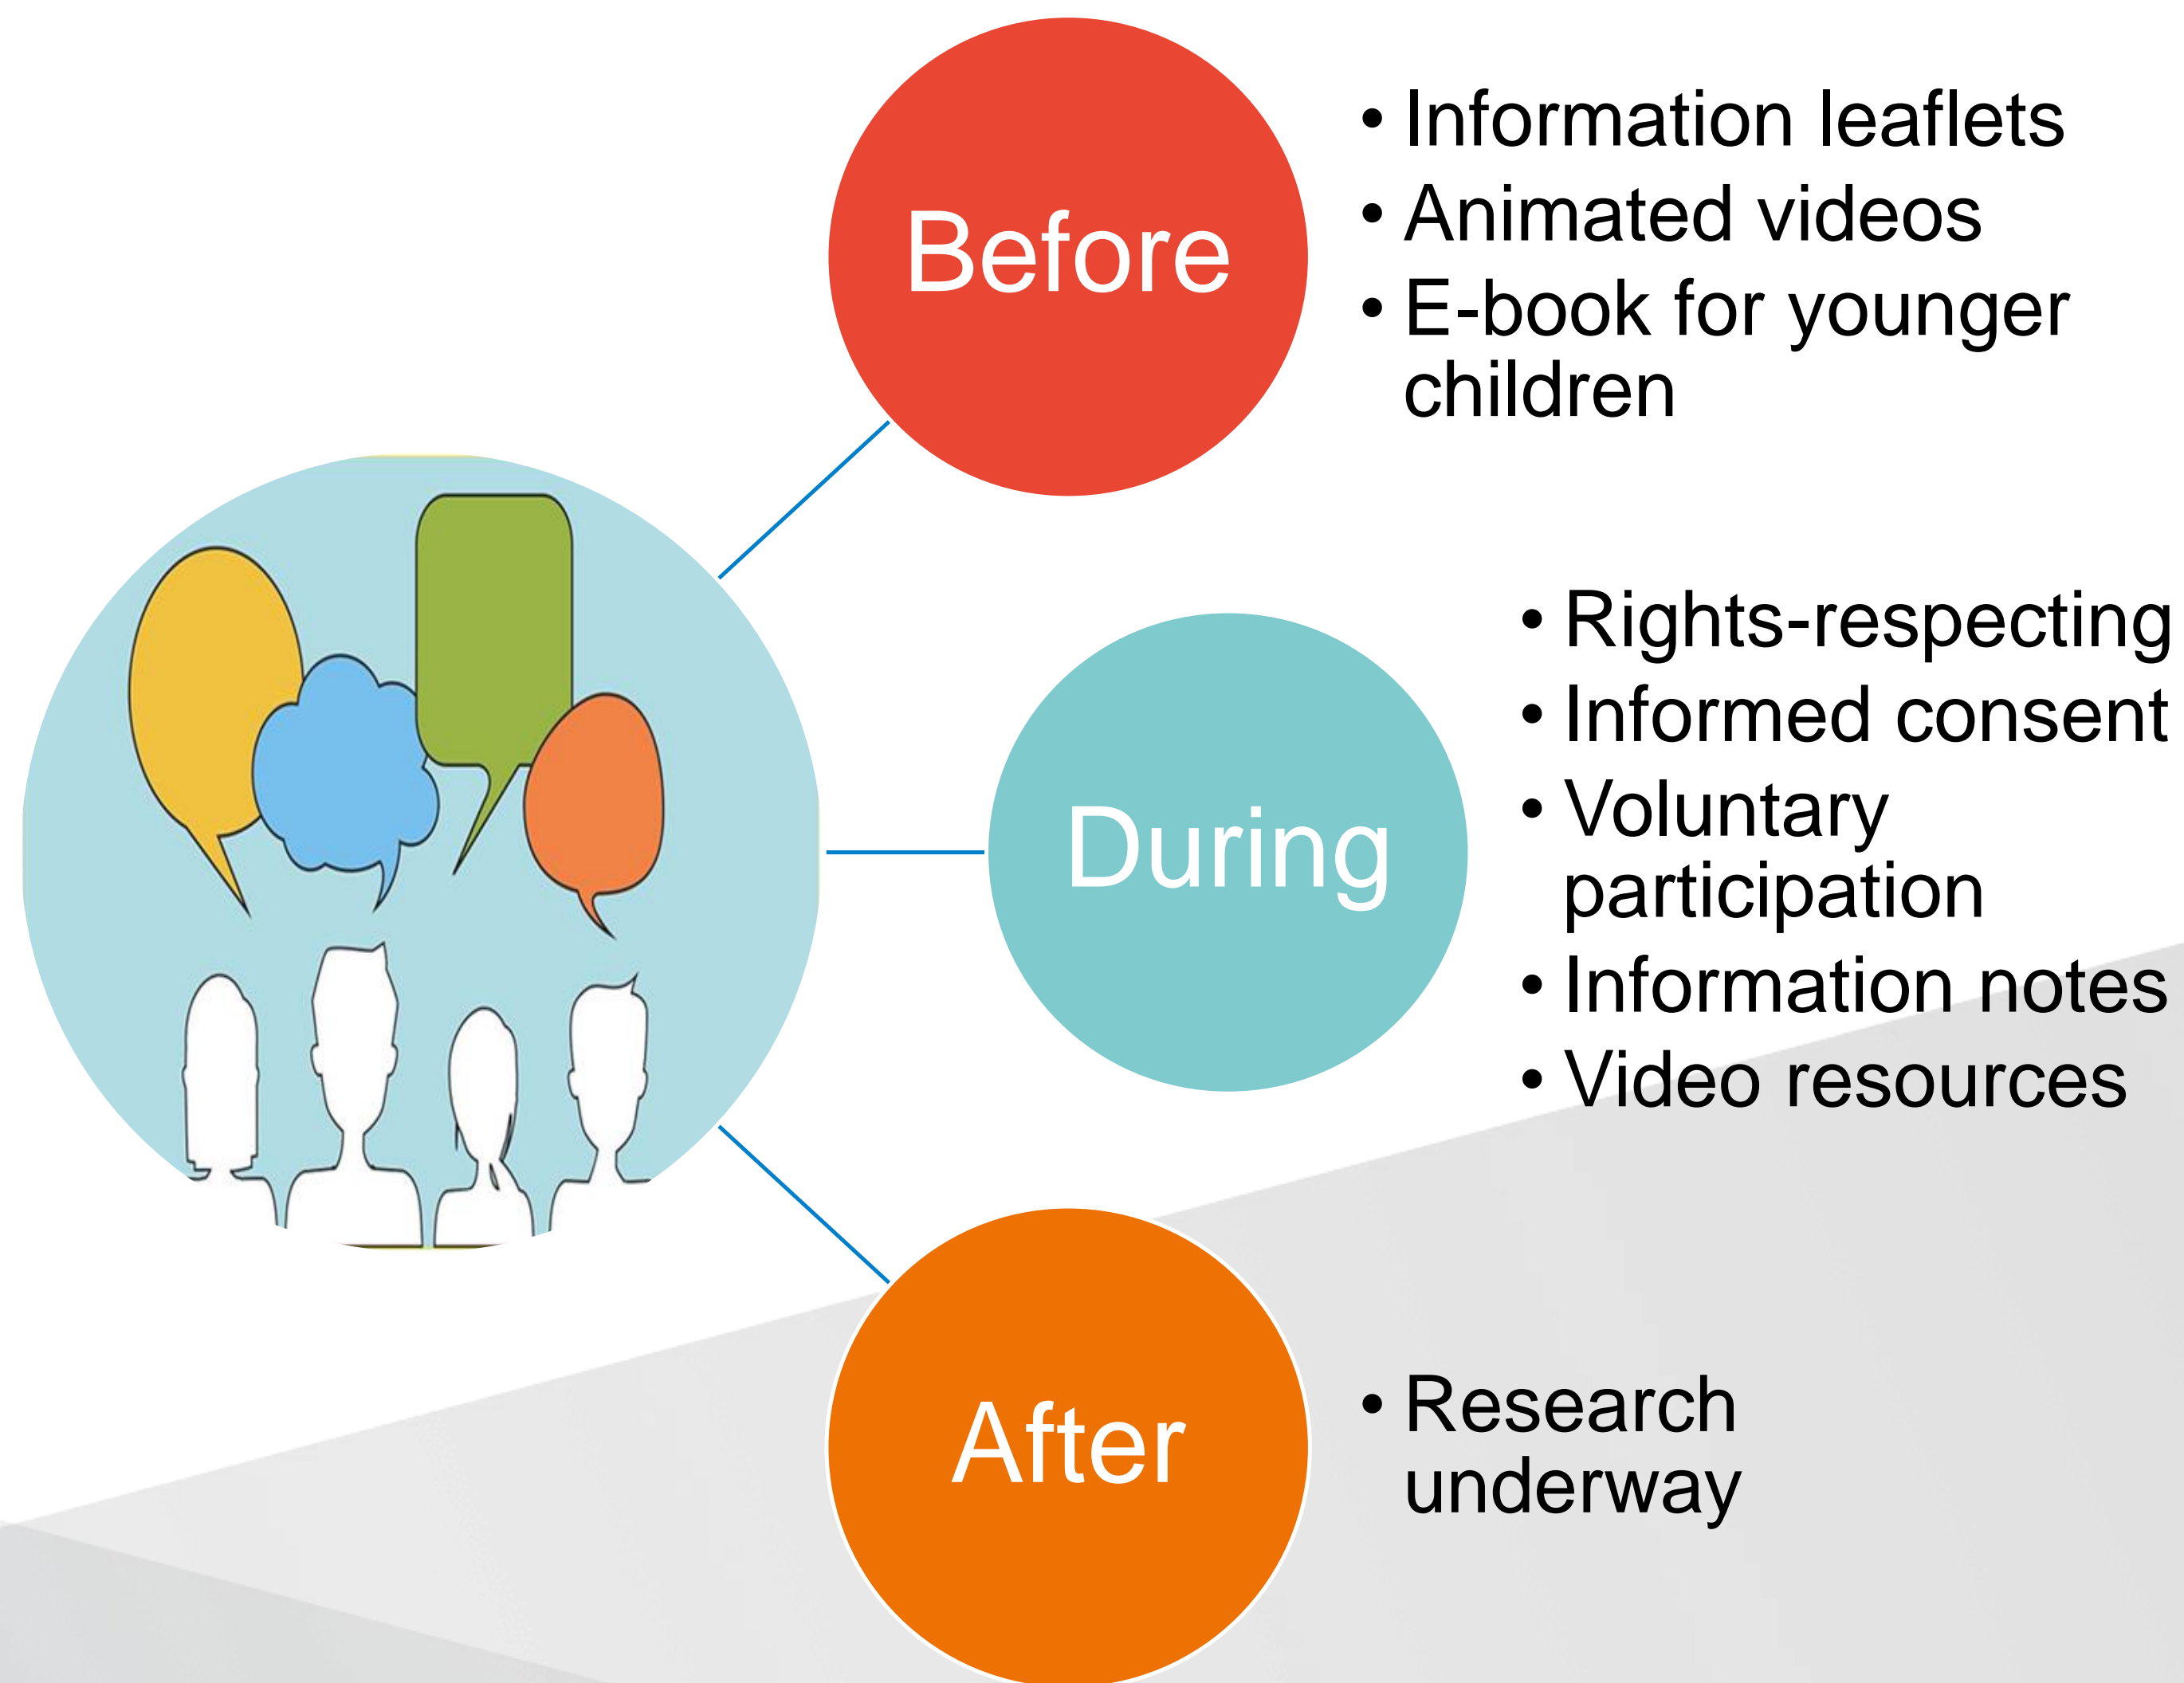 Before
• Information leaflets
• Animated videos
• E-book for younger
children
During
• Rights-respecting
• Informed consent
• Voluntary
participation
• Information notes
• Video resources
After
• Research
underway